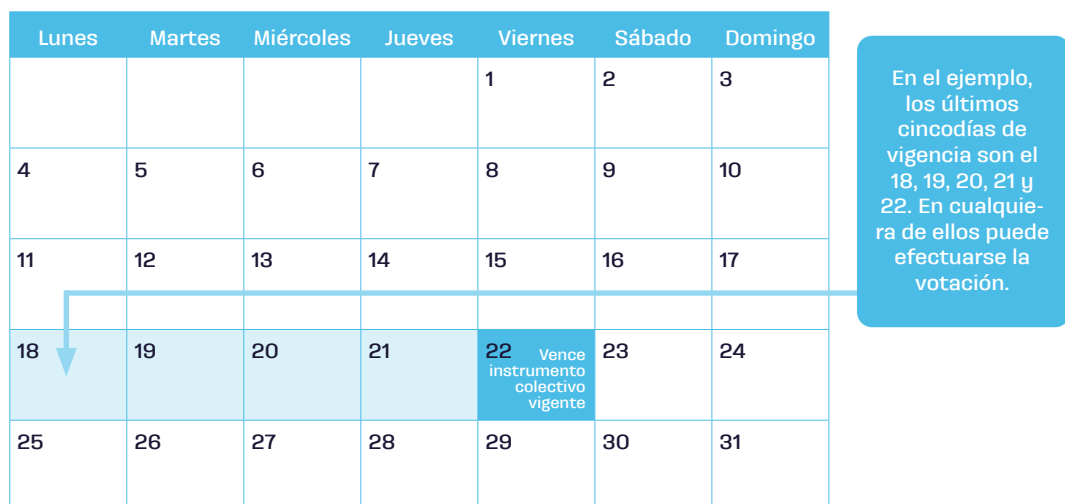 Lunes Martes Miércoles Jueves Viernes Sábado Domingo
1 2 3
4 5 6 7 8 9 10
11 12 13 14 15 16 17
18 19 20 21 22 Vence 23 24
instrumento
colectivo
vigente
25 26 27 28 29 30 31
En el ejemplo,
los últimos
cincodías de
vigencia son el
18, 19, 20, 21 y
22. En cualquie-
ra de ellos puede
efectuarse la
votación.